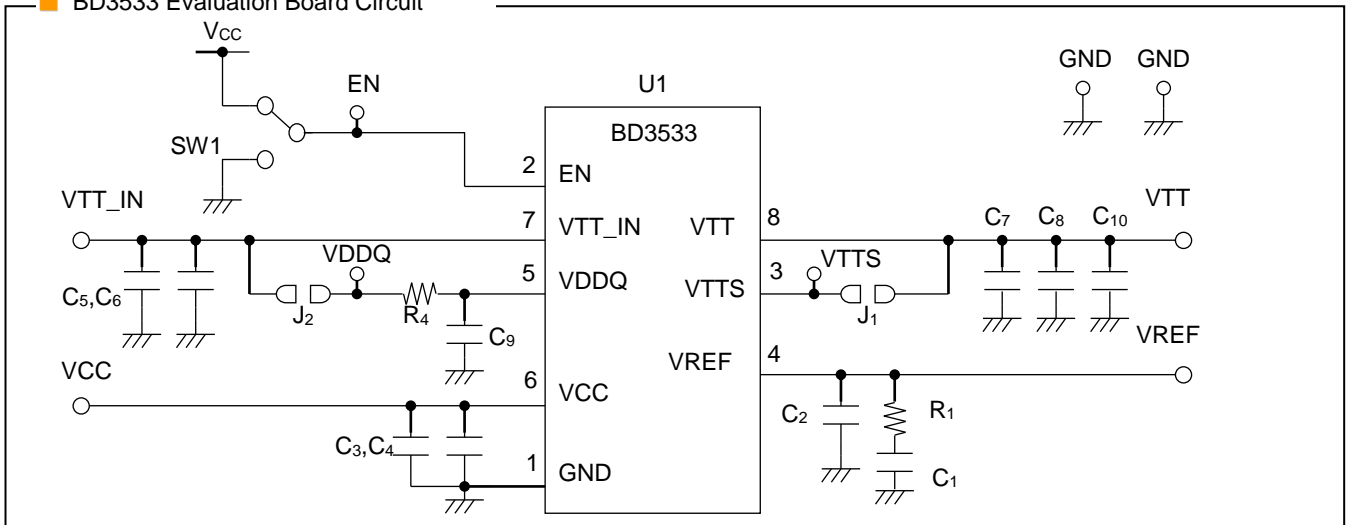 BD3533 Evaluation Board Circuit
VCC
GND GND
EN
U1
BD3533
SW1
2 EN
VTT_IN
7 VTT_IN
VTT 8
C7 C8 C10
VTT
VDDQ
5 VDDQ
VTTS 3
VTTS
C5,C6
J2
R4
J1
C9
VREF 4
VREF
VCC
6 VCC
C2
R1
C3,C4
1 GND
C1